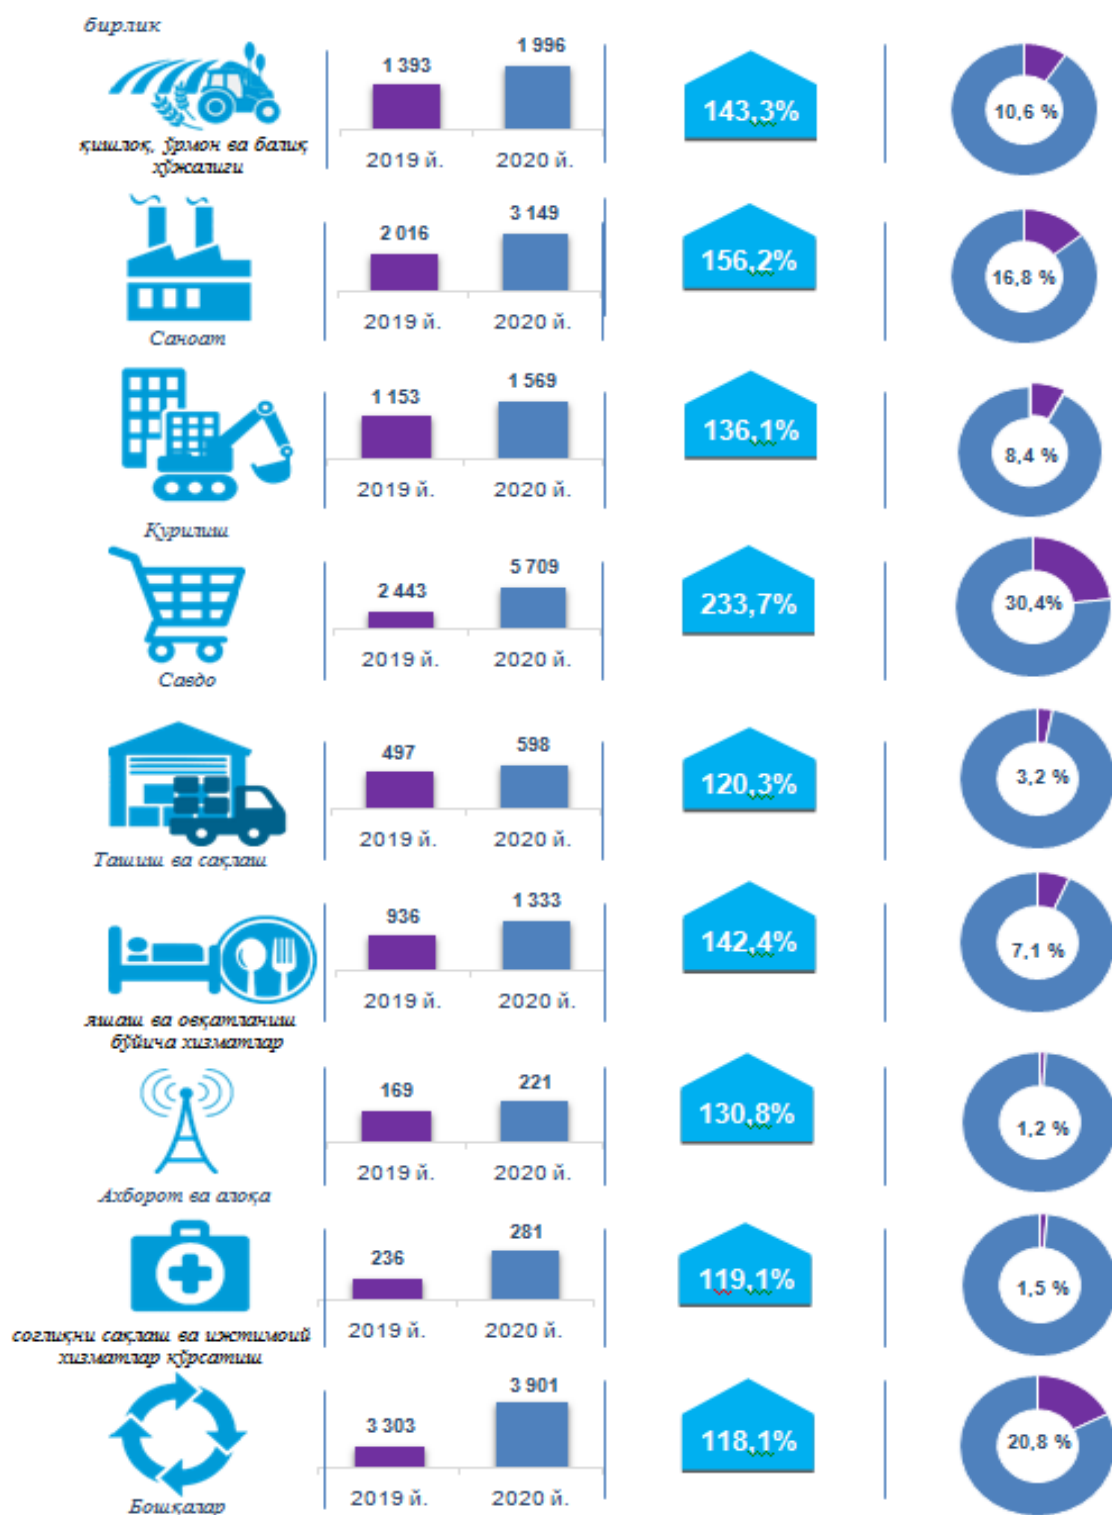 бирлик
1 393
1 996
2019 й.
2020 й.
143,3%
10,6 %
қишлоқ, ўрмон ва балиқ
хўжалиги
2 016
3 149
2019 й.
2020 й.
156,2%
16,8 %
Саноат
1 153
1 569
2019 й.
2020 й.
136,1%
8,4 %
Қурилиш
2 443
5 709
2019 й.
2020 й.
233,7%
30,4%
Савдо
497
598
2019 й.
2020 й.
120,3%
3,2 %
Ташиш ва сақлаш
936
1 333
2019 й.
2020 й.
142,4%
7,1 %
яшаш ва овқатланиш
бўйича хизматлар
169
221
2019 й.
2020 й.
130,8%
1,2 %
Ахборот ва алоқа
236
281
2019 й.
2020 й.
119,1%
1,5 %
соғлиқни сақлаш ва ижтимоий
хизматлар кўрсатиш
3 303
3 901
2019 й.
2020 й.
118,1%
20,8 %
Бошқалар